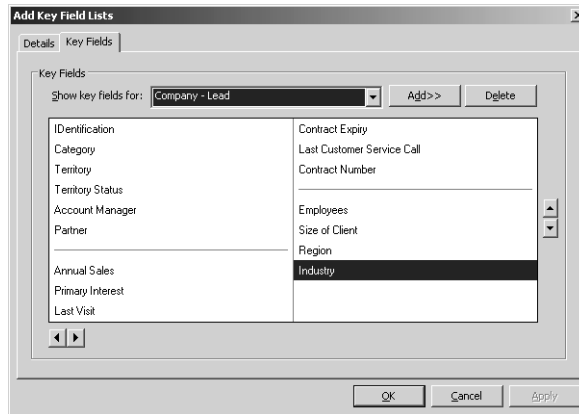 Add Key Field Lists
Details
Key Fields
Key Fields
Show key fields for:
Company - Lead
Add>>
Delete
IDentification
Category
Territory
Territory Status
Account Manager
Partner
Annual Sales
Primary Interest
Last Visit
Contract Expiry
Last Customer Service Call
Contract Number
Employees
Size of Client
Region
Industry
OK
Cancel
Apply